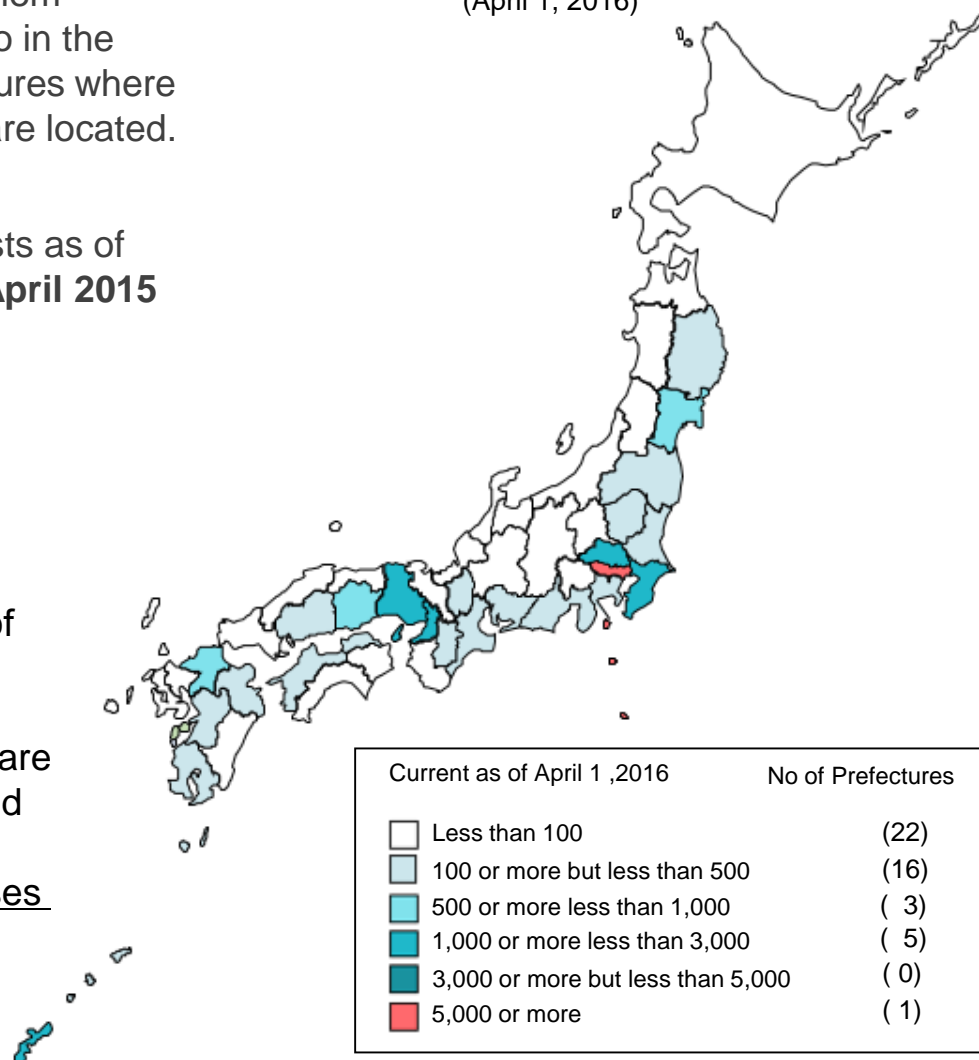 (April 1, 2016)
in the
where
are located.
as of
April 2015
of
are
Current as of April 1 ,2016 No of Prefectures
Less than 100 (22)
100 or more but less than 500 (16)
500 or more less than 1,000 ( 3)
1,000 or more less than 3,000 ( 5)
3,000 or more but less than 5,000 ( 0)
5,000 or more ( 1)